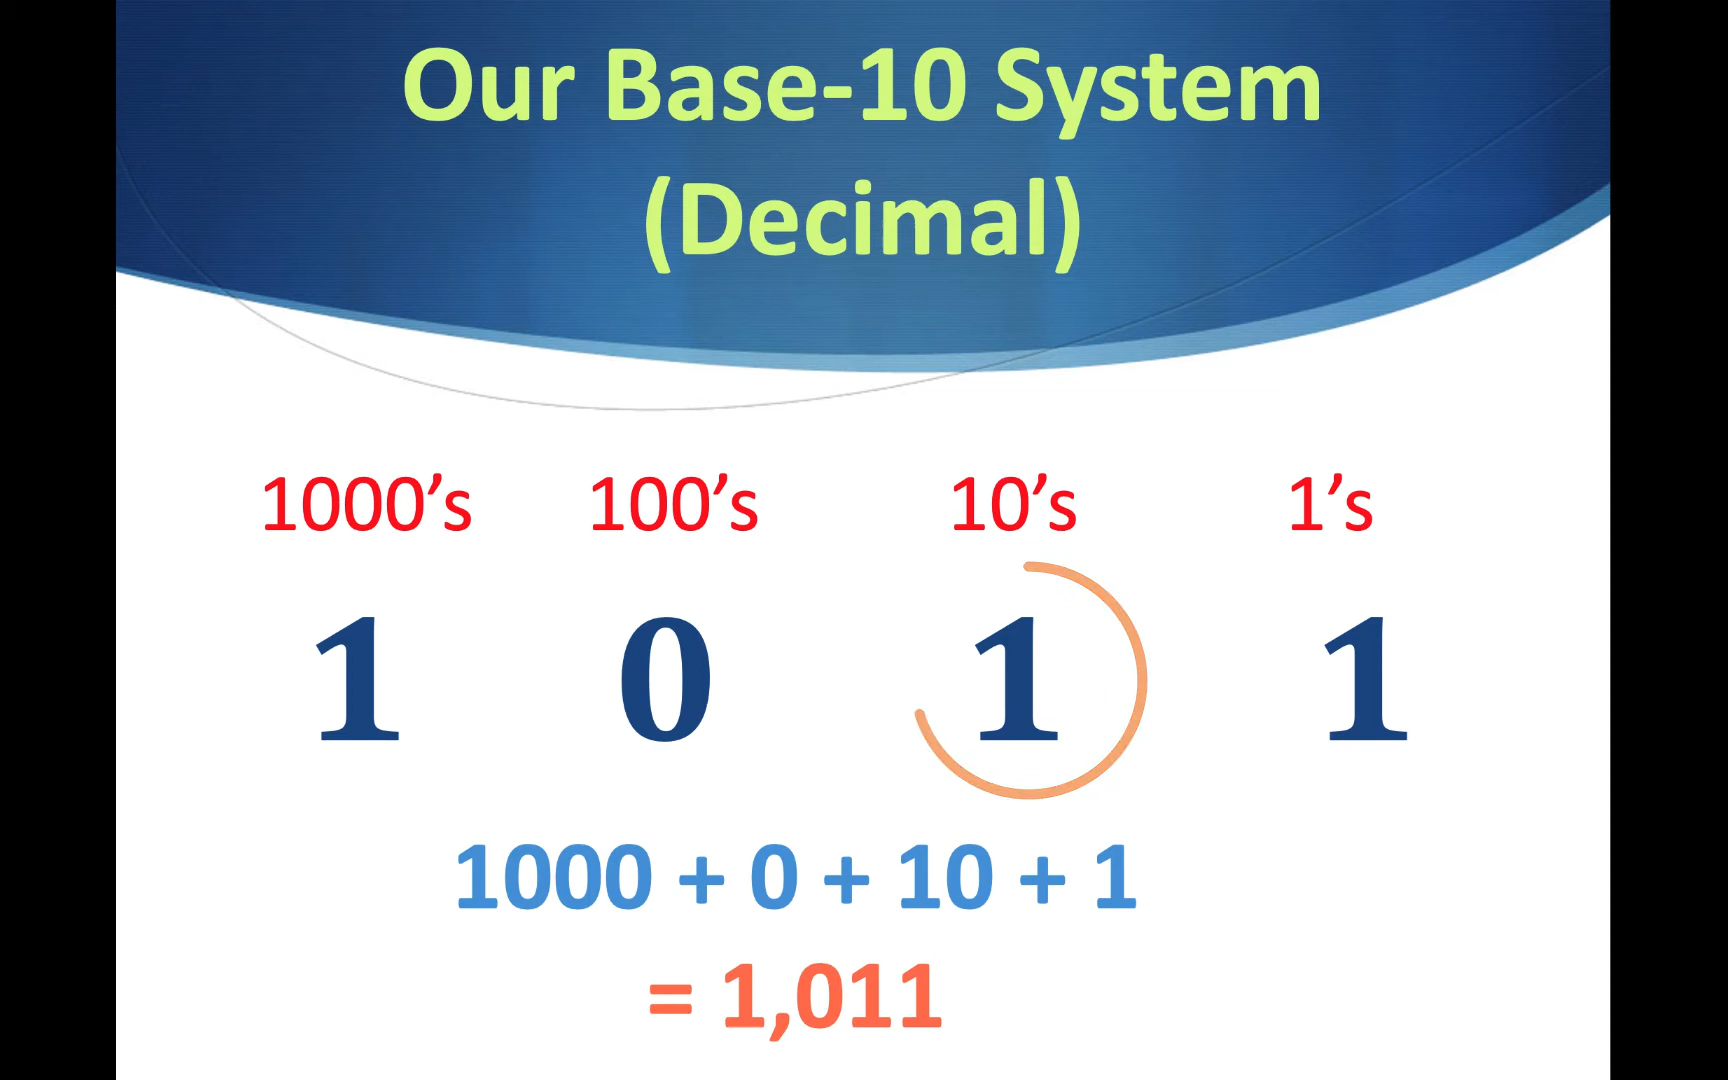 Our Base-10 System
(Decimal)
1000’s 100’s 10’s 1’s
1 0 1 1
1000 + 0 + 10 + 1
= 1,011